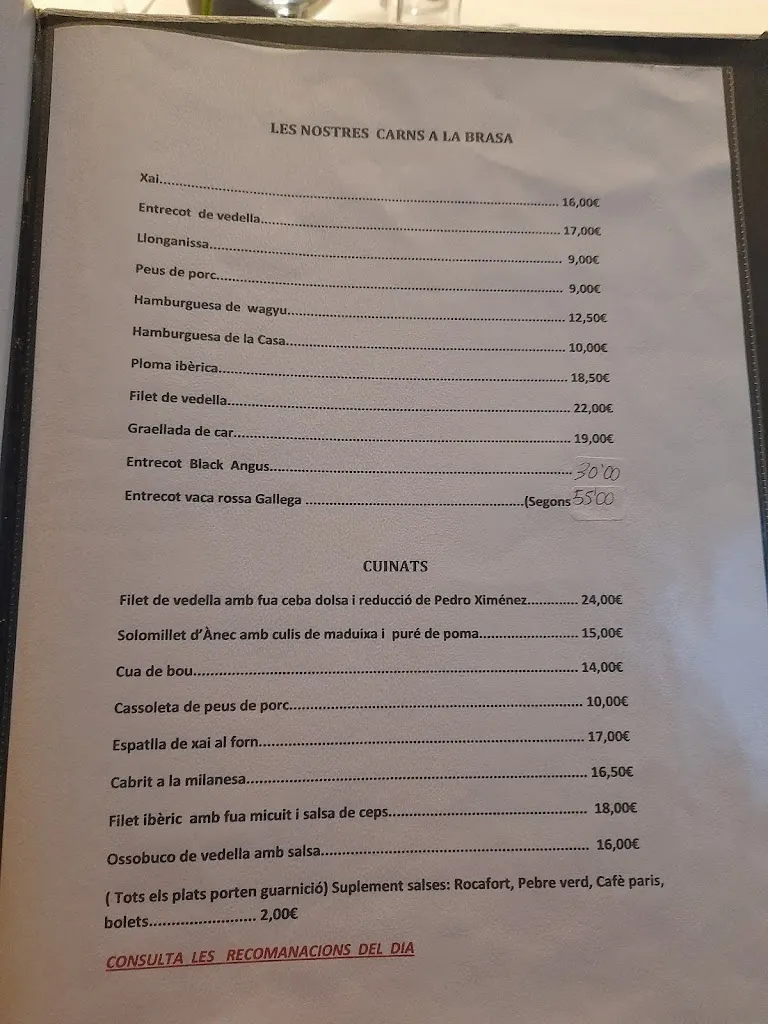 LES NOSTRES CARNS A LA BRASA
Xai............................................................ 16,00€
Entrecot de vedella............................................................ 17,00€
Llonganissa............................................................ 9,00€
Peus de porc............................................................ 9,00€
Hamburguesa de wagyu............................................................ 12,50€
Hamburguesa de la Casa............................................................ 10,00€
Ploma ibèrica............................................................ 18,50€
Filet de vedella............................................................ 22,00€
Graellada de car............................................................ 19,00€
Entrecot Black Angus............................................................ 30'00
Entrecot vaca rossa Gallega ............................................................(Segons 55'00
CUINATS
Filet de vedella amb fua ceba dolsa i reducció de Pedro Ximénez............ 24,00€
Solomillet d'Ànec amb culis de maduixa i puré de poma........................ 15,00€
Cua de bou............................................................ 14,00€
Cassoleta de peus de porc............................................................ 10,00€
Espatlla de xai al forn............................................................ 17,00€
Cabrit a la milanesa............................................................ 16,50€
Filet ibèric amb fua micuit i salsa de ceps................................................ 18,00€
Ossobuco de vedella amb salsa............................................................ 16,00€
( Tots els plats porten guarnició) Suplement salses: Rocafort, Pebre verd, Cafè paris,
bolets........................ 2,00€
CONSULTA LES RECOMANACIONS DEL DIA